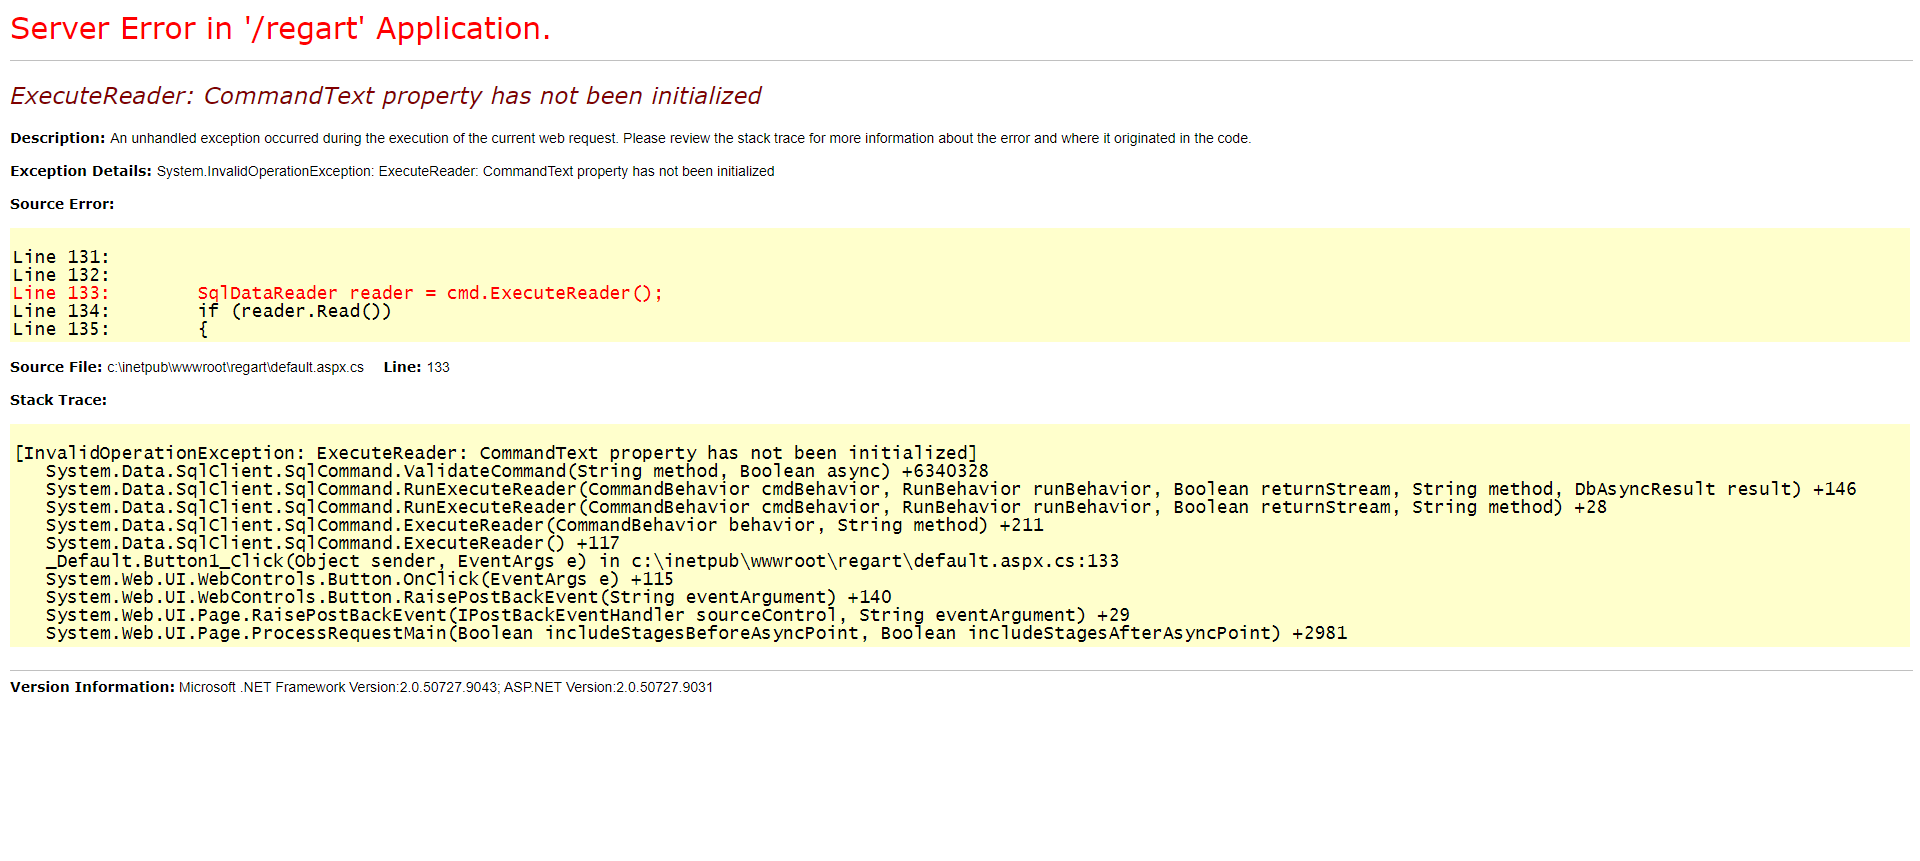 Server Error in '/regart' Application.
ExecuteReader: CommandText property has not been initialized
Description: An unhandled exception occurred during the execution of the current web request. Please review the stack trace for more information about the error and where it originated in the code.
Exception Details: System.InvalidOperationException: ExecuteReader: CommandText property has not been initialized
Source Error:
Line 131:
Line 132:
Line 133:        SqlDataReader reader = cmd.ExecuteReader();
Line 134:        if (reader.Read())
Line 135:        {
Source File: c:\inetpub\wwwroot\regart\default.aspx.cs    Line: 133
Stack Trace:
[InvalidOperationException: ExecuteReader: CommandText property has not been initialized]
   System.Data.SqlClient.SqlCommand.ValidateCommand(String method, Boolean async) +6340328
   System.Data.SqlClient.SqlCommand.RunExecuteReader(CommandBehavior cmdBehavior, RunBehavior runBehavior, Boolean returnStream, String method, DbAsyncResult result) +146
   System.Data.SqlClient.SqlCommand.RunExecuteReader(CommandBehavior cmdBehavior, RunBehavior runBehavior, Boolean returnStream, String method) +28
   System.Data.SqlClient.SqlCommand.ExecuteReader(CommandBehavior behavior, String method) +211
   System.Data.SqlClient.SqlCommand.ExecuteReader() +117
   _Default.Button1_Click(Object sender, EventArgs e) in c:\inetpub\wwwroot\regart\default.aspx.cs:133
   System.Web.UI.WebControls.Button.OnClick(EventArgs e) +115
   System.Web.UI.WebControls.Button.RaisePostBackEvent(String eventArgument) +140
   System.Web.UI.Page.RaisePostBackEvent(IPostBackEventHandler sourceControl, String eventArgument) +29
   System.Web.UI.Page.ProcessRequestMain(Boolean includeStagesBeforeAsyncPoint, Boolean includeStagesAfterAsyncPoint) +2981
Version Information: Microsoft .NET Framework Version:2.0.50727.9043; ASP.NET Version:2.0.50727.9031